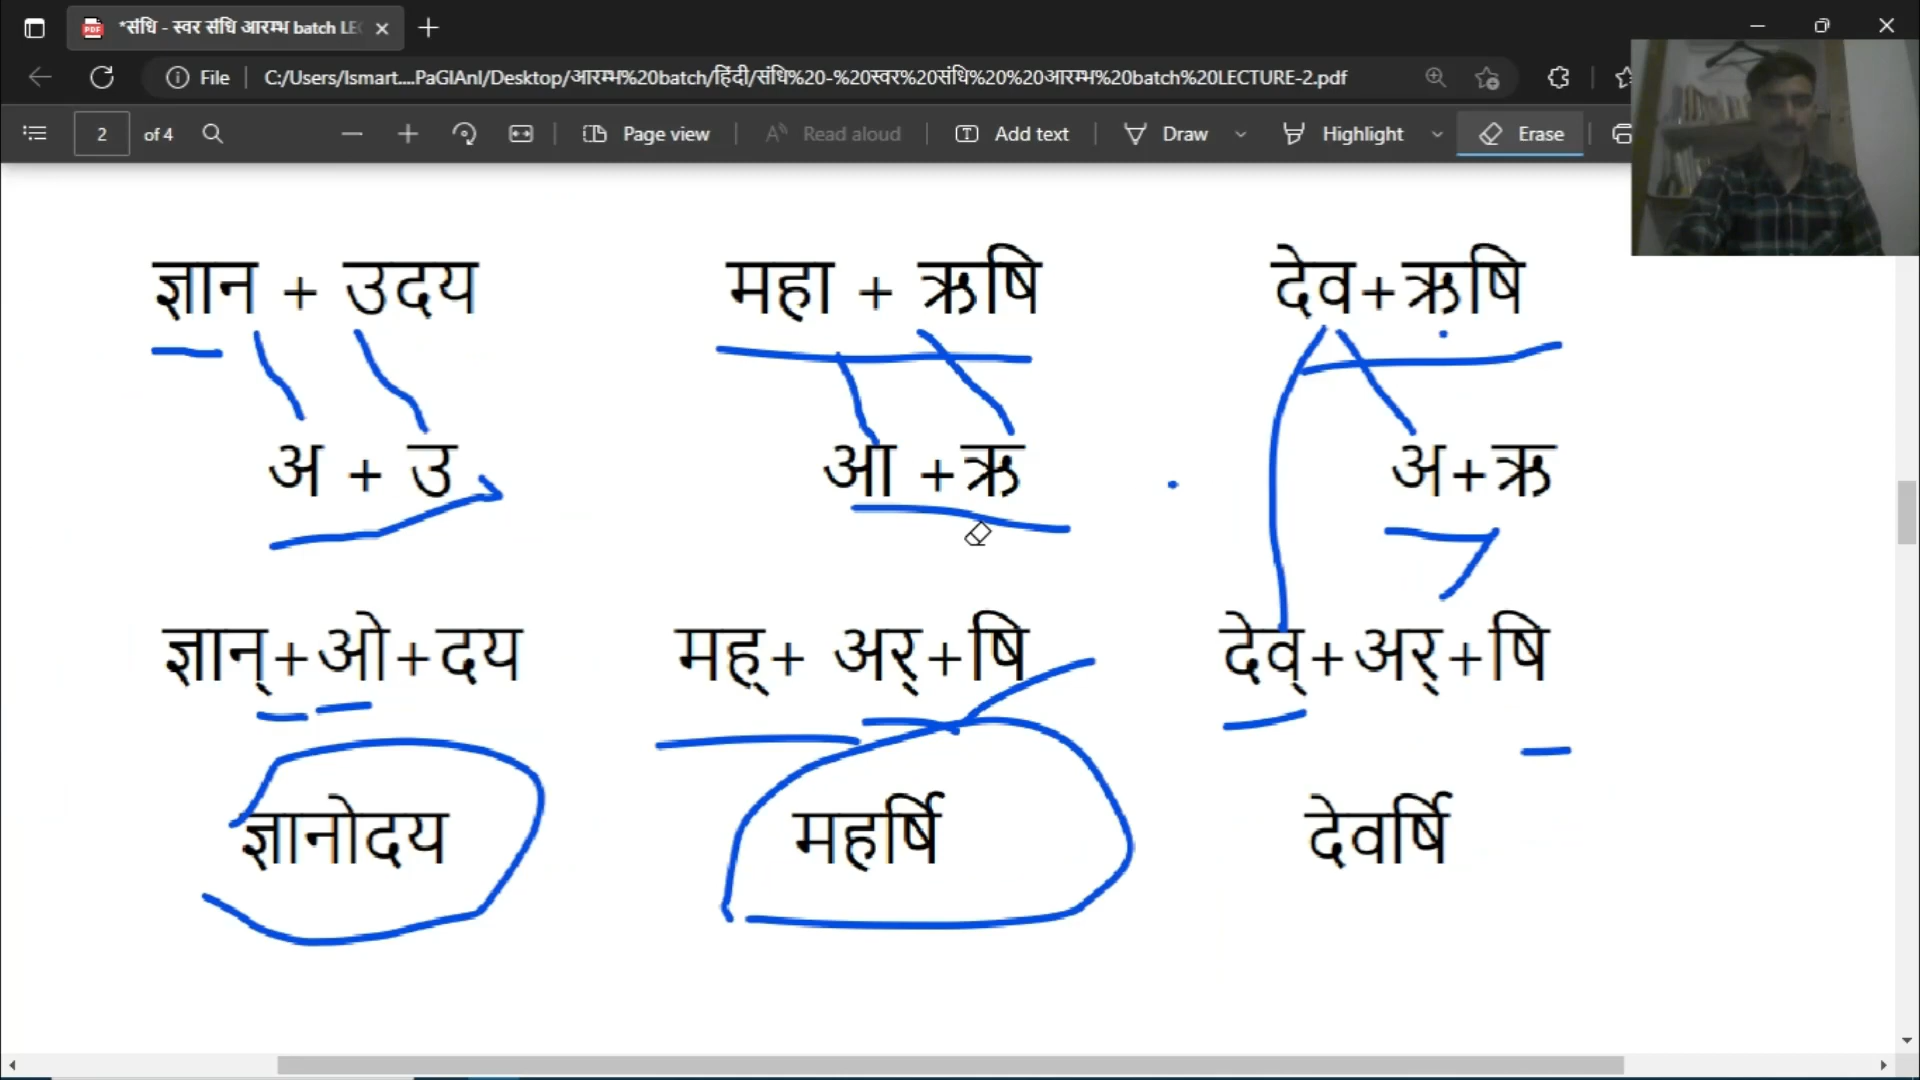 *संधि - स्वर संधि आरम्भ batch LE
File C:/Users/Ismart....PaGlAnI/Desktop/आरम्भ%20batch/हिंदी/संधि%20-%20स्वर%20संधि%20%20आरम्भ%20batch%20LECTURE-2.pdf
2 of 4 Page view Read aloud Add text Draw Highlight Erase
ज्ञान + उदय महा + ऋषि देव+ऋषि
अ + उ आ +ऋ अ+ऋ
ज्ञान्+ओ+दय मह्+ अर्+षि देव्+अर्+षि
ज्ञानोदय महर्षि देवर्षि